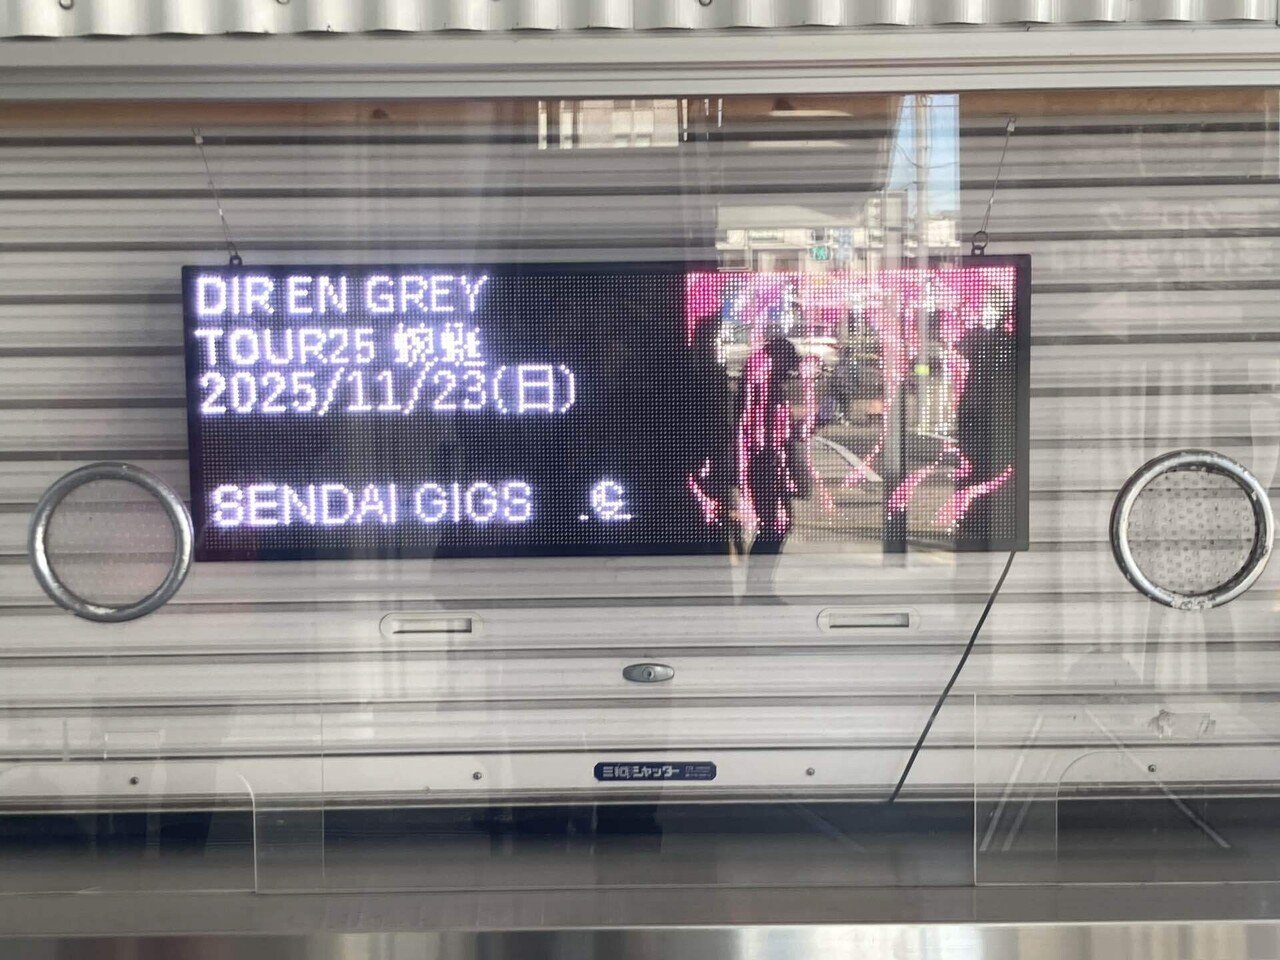 DIR EN GREY
TOUR25 蜿蜒
2025/11/23(日)
SENDAI GIGS
三和シャッター